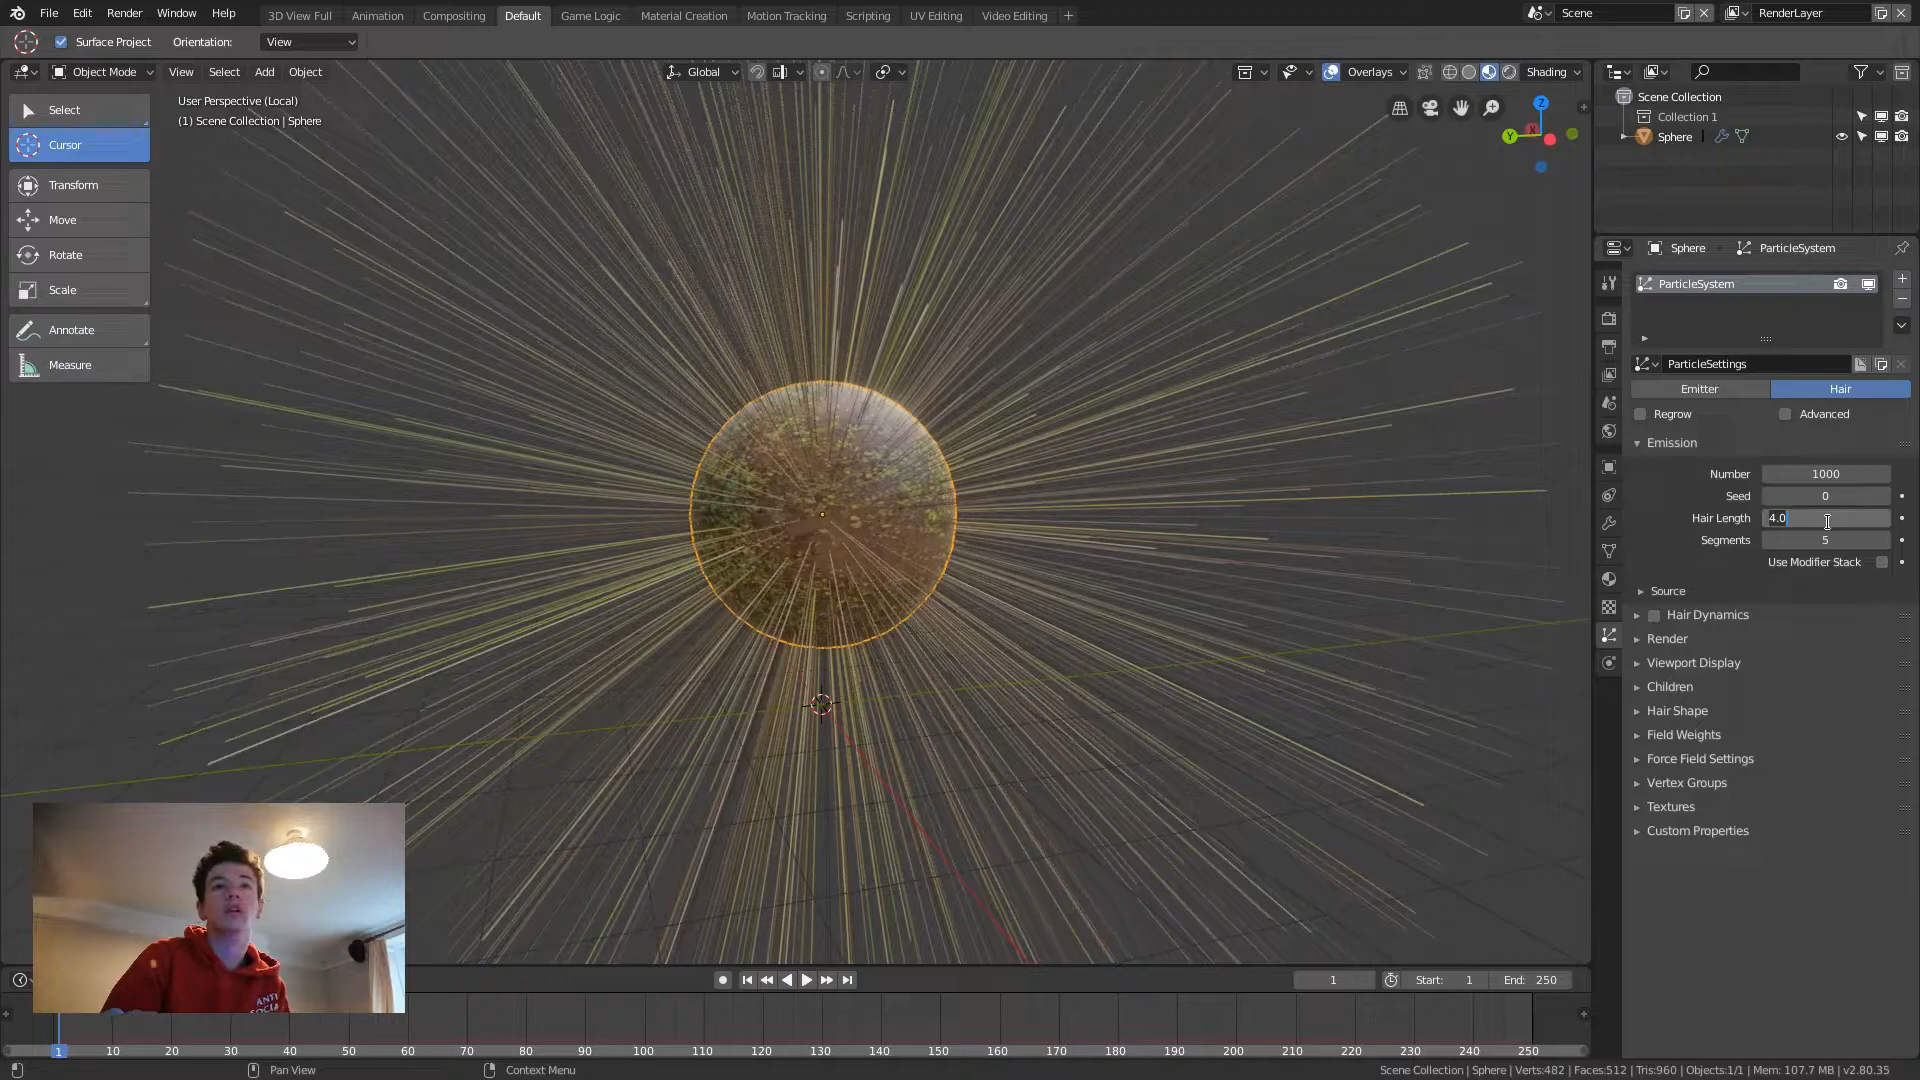 File Edit Render Window Help 3D View Full Animation Compositing Default Game Logic Material Creation Motion Tracking Scripting UV Editing Video Editing + Scene RenderLayer
Surface Project Orientation: View
Object Mode View Select Add Object Global Overlays Shading
User Perspective (Local)
(1) Scene Collection | Sphere
Select
Cursor
Transform
Move
Rotate
Scale
Annotate
Measure
Z
Y
X
Scene Collection
Collection 1
Sphere
Sphere ParticleSystem
ParticleSystem
ParticleSettings
Emitter Hair
Regrow Advanced
Emission
Number 1000
Seed 0
Hair Length 4.0
Segments 5
Use Modifier Stack
Source
Hair Dynamics
Render
Viewport Display
Children
Hair Shape
Field Weights
Force Field Settings
Vertex Groups
Textures
Custom Properties
ANTI
SOCIAL
1 Start: 1 End: 250
1 10 20 30 40 50 60 70 80 90 100 110 120 130 140 150 160 170 180 190 200 210 220 230 240 250
Pan View Context Menu Scene Collection | Sphere | Verts:482 | Faces:512 | Tris:960 | Objects:1/1 | Mem: 107.7 MB | v2.80.35